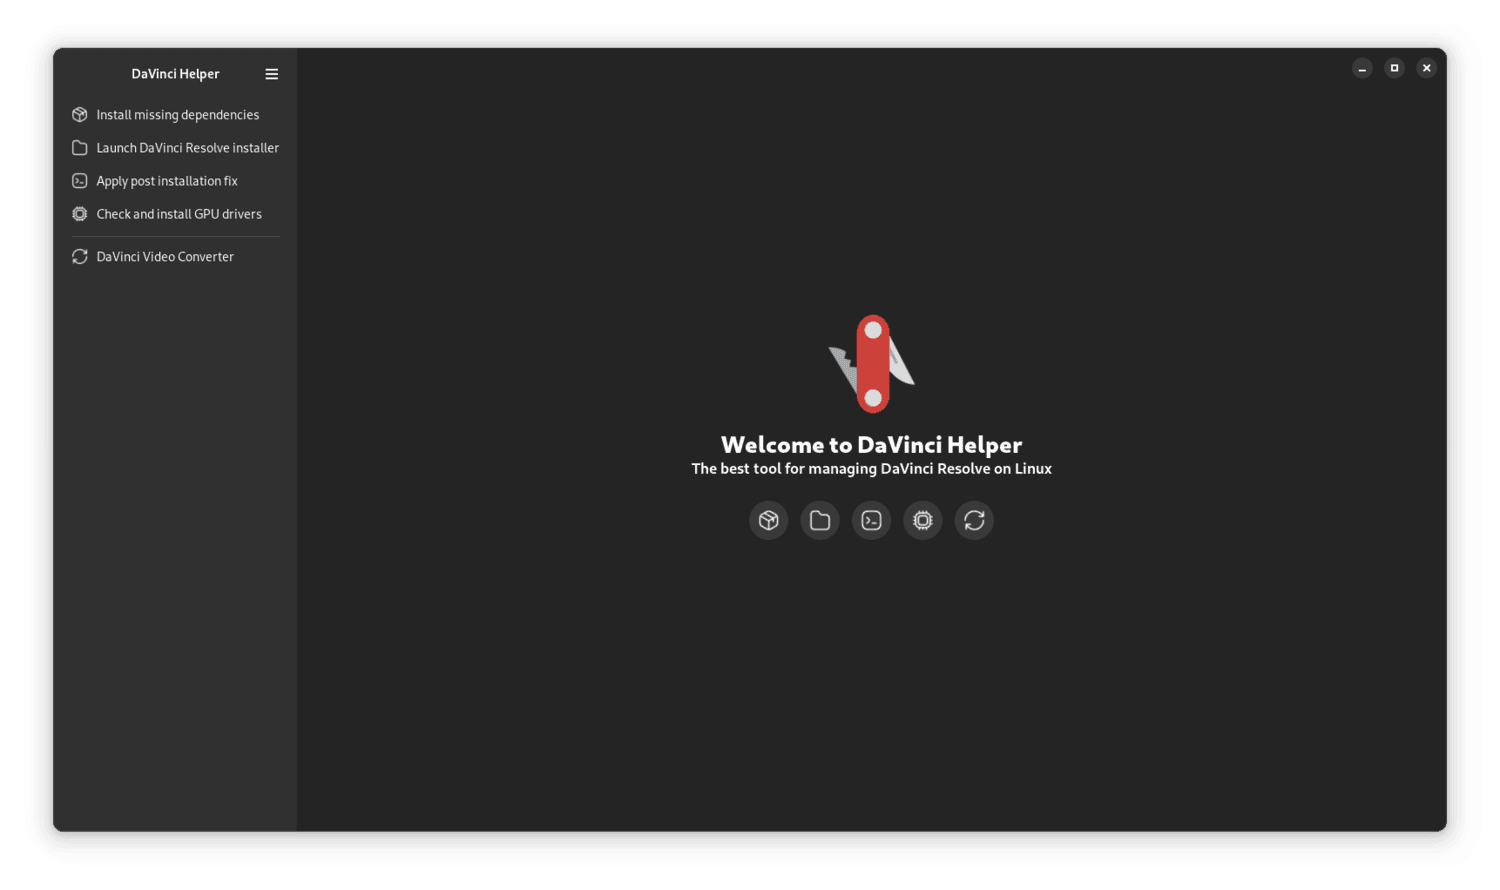 DaVinci Helper
Install missing dependencies
Launch DaVinci Resolve installer
Apply post installation fix
Check and install GPU drivers
DaVinci Video Converter
Welcome to DaVinci Helper
The best tool for managing DaVinci Resolve on Linux